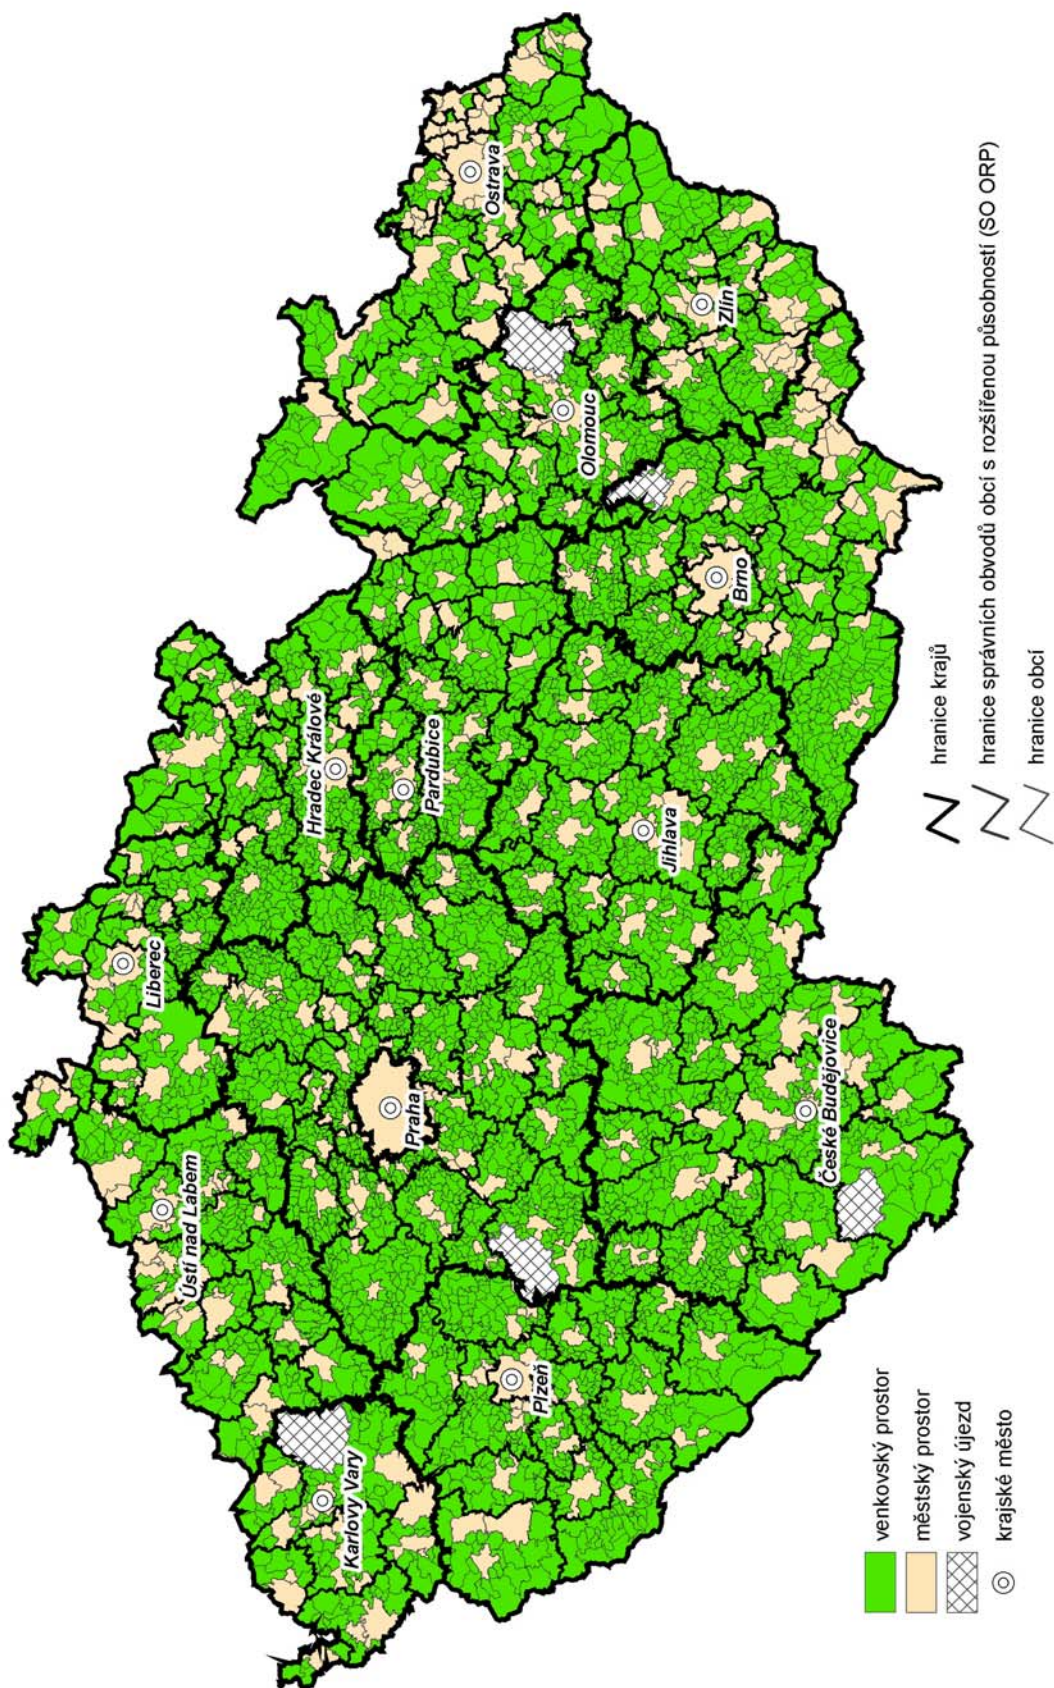 Liberec
Ústí nad Labem
Karlovy Vary
Hradec Králové
Praha
Pardubice
Ostrava
Plzeň
Olomouc
Jihlava
Zlín
Brno
České Budějovice
venkovský prostor
městský prostor
vojenský újezd
krajské město
hranice krajů
hranice správních obvodů obcí s rozšířenou působností (SO ORP)
hranice obcí